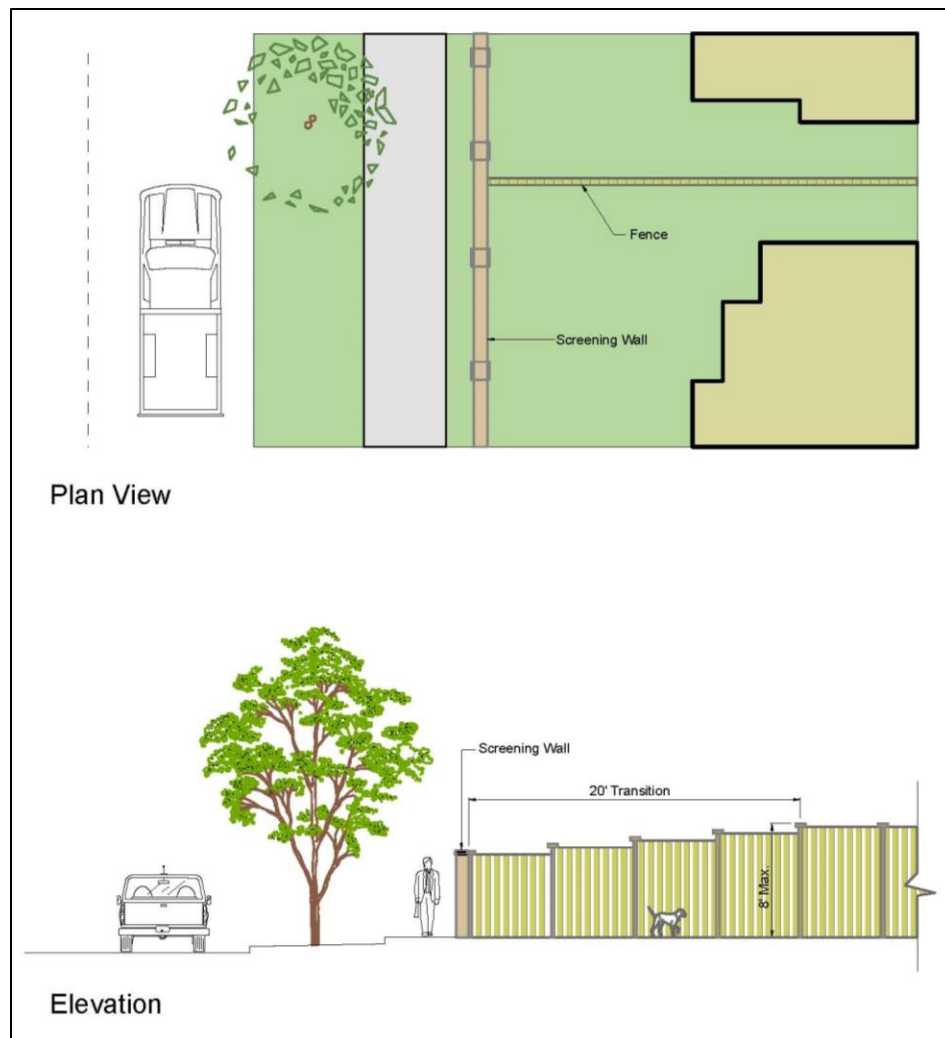 Fence
Screening Wall
Plan View
Screening Wall
20' Transition
8' Max.
Elevation